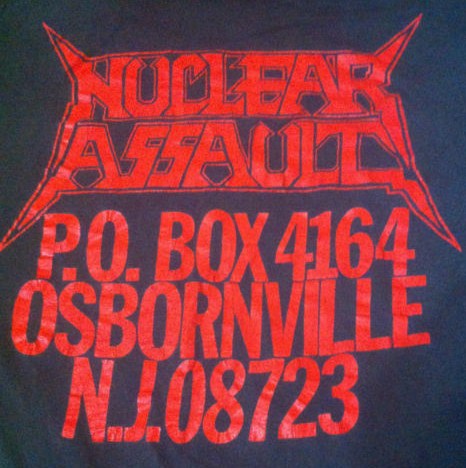 NUCLEAR
ASSAULT
P.O. BOX 4164
OSBORNVILLE
N.J. 08723